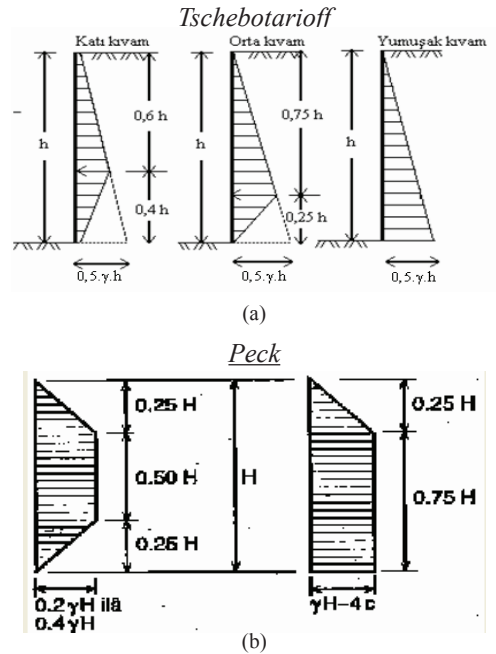 Tschebotarioff
Katı kıvam
Orta kıvam
Yumuşak kıvam
h
0,6 h
0,4 h
0,5.γ.h
h
0,75 h
0,25 h
0,5.γ.h
h
0,5.γ.h
(a)
Peck
0.25 H
0.50 H
0.25 H
H
0.2γH ilâ
0.4γH
0.25 H
0.75 H
γH-4c
(b)